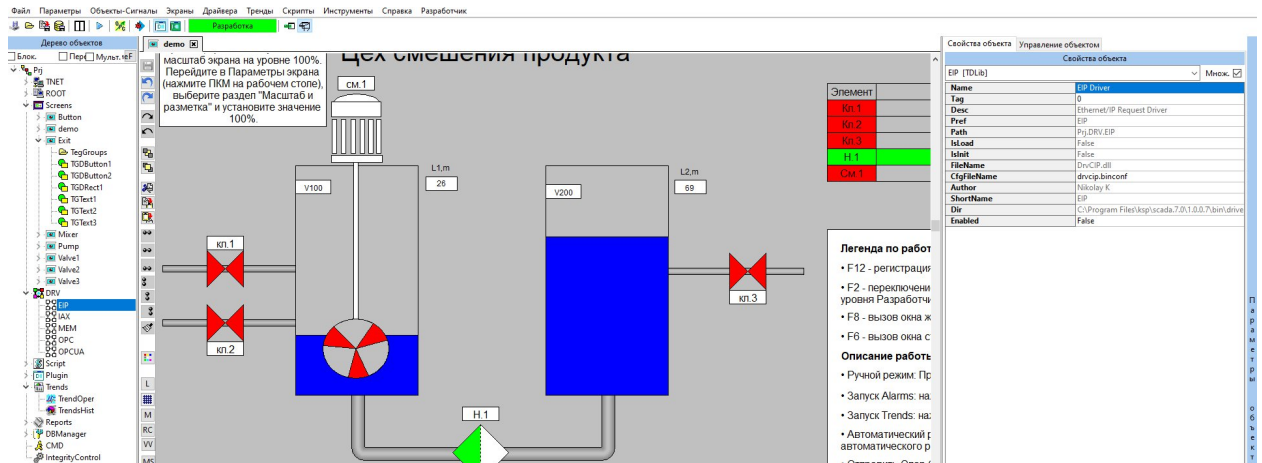 Файл Параметры Объекты-Сигналы Экраны Драйвера Тренды Скрипты Инструменты Справка Разработчик
Разработка
Дерево объектов
Блок.
Мульт.
Prj
TNET
ROOT
Screens
Button
demo
Exit
TegGroups
TGDButton1
TGDButton2
TGDRect1
TGText1
TGText2
TGText3
Mixer
Pump
Valve1
Valve2
Valve3
DRV
EIP
IAX
MEM
OPC
OPCUA
Script
Plugin
Trends
TrendOper
TrendsHist
Reports
DBManager
CMD
IntegrityControl
demo
L
M
RC
VV
MS
масштаб экрана на уровне 100%.
Перейдите в Параметры экрана
(нажмите ПКМ на рабочем столе),
выберите раздел "Масштаб и
разметка" и установите значение
100%.
Цех смешения продукта
см.1
V100
L1,m
26
V200
L2,m
69
кл.1
кл.2
кл.3
Н.1
Элемент
Кл.1
Кл.2
Кл.3
Н.1
См.1
Легенда по работ
• F12 - регистрация
• F2 - переключени
уровня Разработчи
• F8 - вызов окна ж
• F6 - вызов окна с
Описание работы
• Ручной режим: Пр
• Запуск Alarms: на
• Запуск Trends: на
• Автоматический р
автоматического р
Свойства объекта Управление объектом
Свойства объекта
EIP [TDLib]
Множ.
Name EIP Driver
Tag 0
Desc Ethernet/IP Request Driver
Pref EIP
Path Prj.DRV.EIP
IsLoad False
IsInit False
FileName DrvCIP.dll
CfgFileName drvcip.binconf
Author Nikolay K
ShortName EIP
Dir C:\Program Files\ksp\scada.7.0\1.0.0.7\bin\drive
Enabled False
Параметры объект